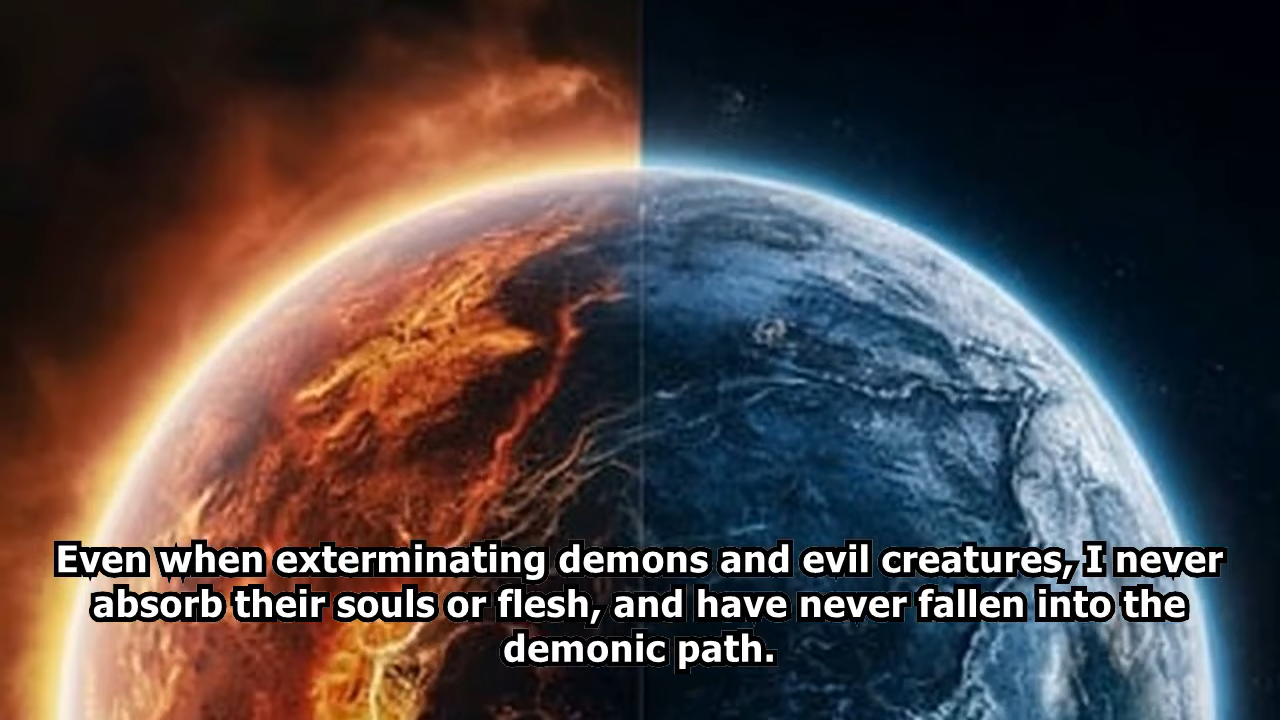 Even when exterminating demons and evil creatures, I never
absorb their souls or flesh, and have never fallen into the
demonic path.